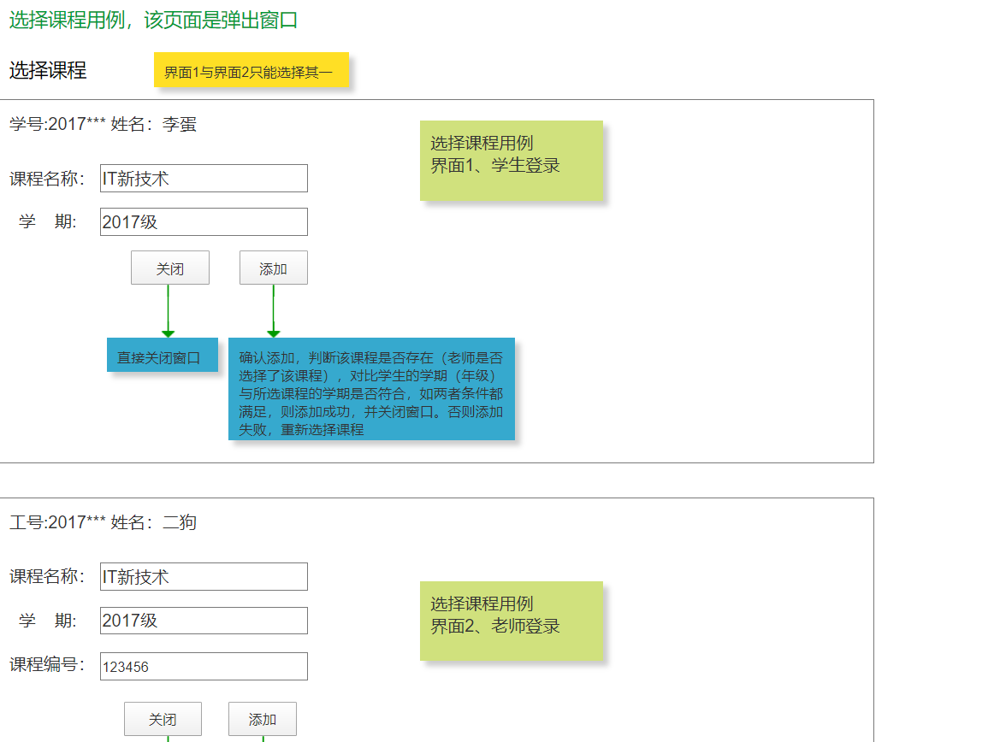 选择课程用例，该页面是弹出窗口
选择课程
界面1与界面2只能选择其一
学号:2017*** 姓名：李蛋
选择课程用例
界面1、学生登录
课程名称：
IT新技术
学 期:
2017级
关闭
添加
直接关闭窗口
确认添加，判断该课程是否存在（老师是否
选择了该课程），对比学生的学期（年级）
与所选课程的学期是否符合，如两者条件都
满足，则添加成功，并关闭窗口。否则添加
失败，重新选择课程
工号:2017*** 姓名：二狗
课程名称：
IT新技术
选择课程用例
界面2、老师登录
学 期:
2017级
课程编号：
123456
关闭
添加